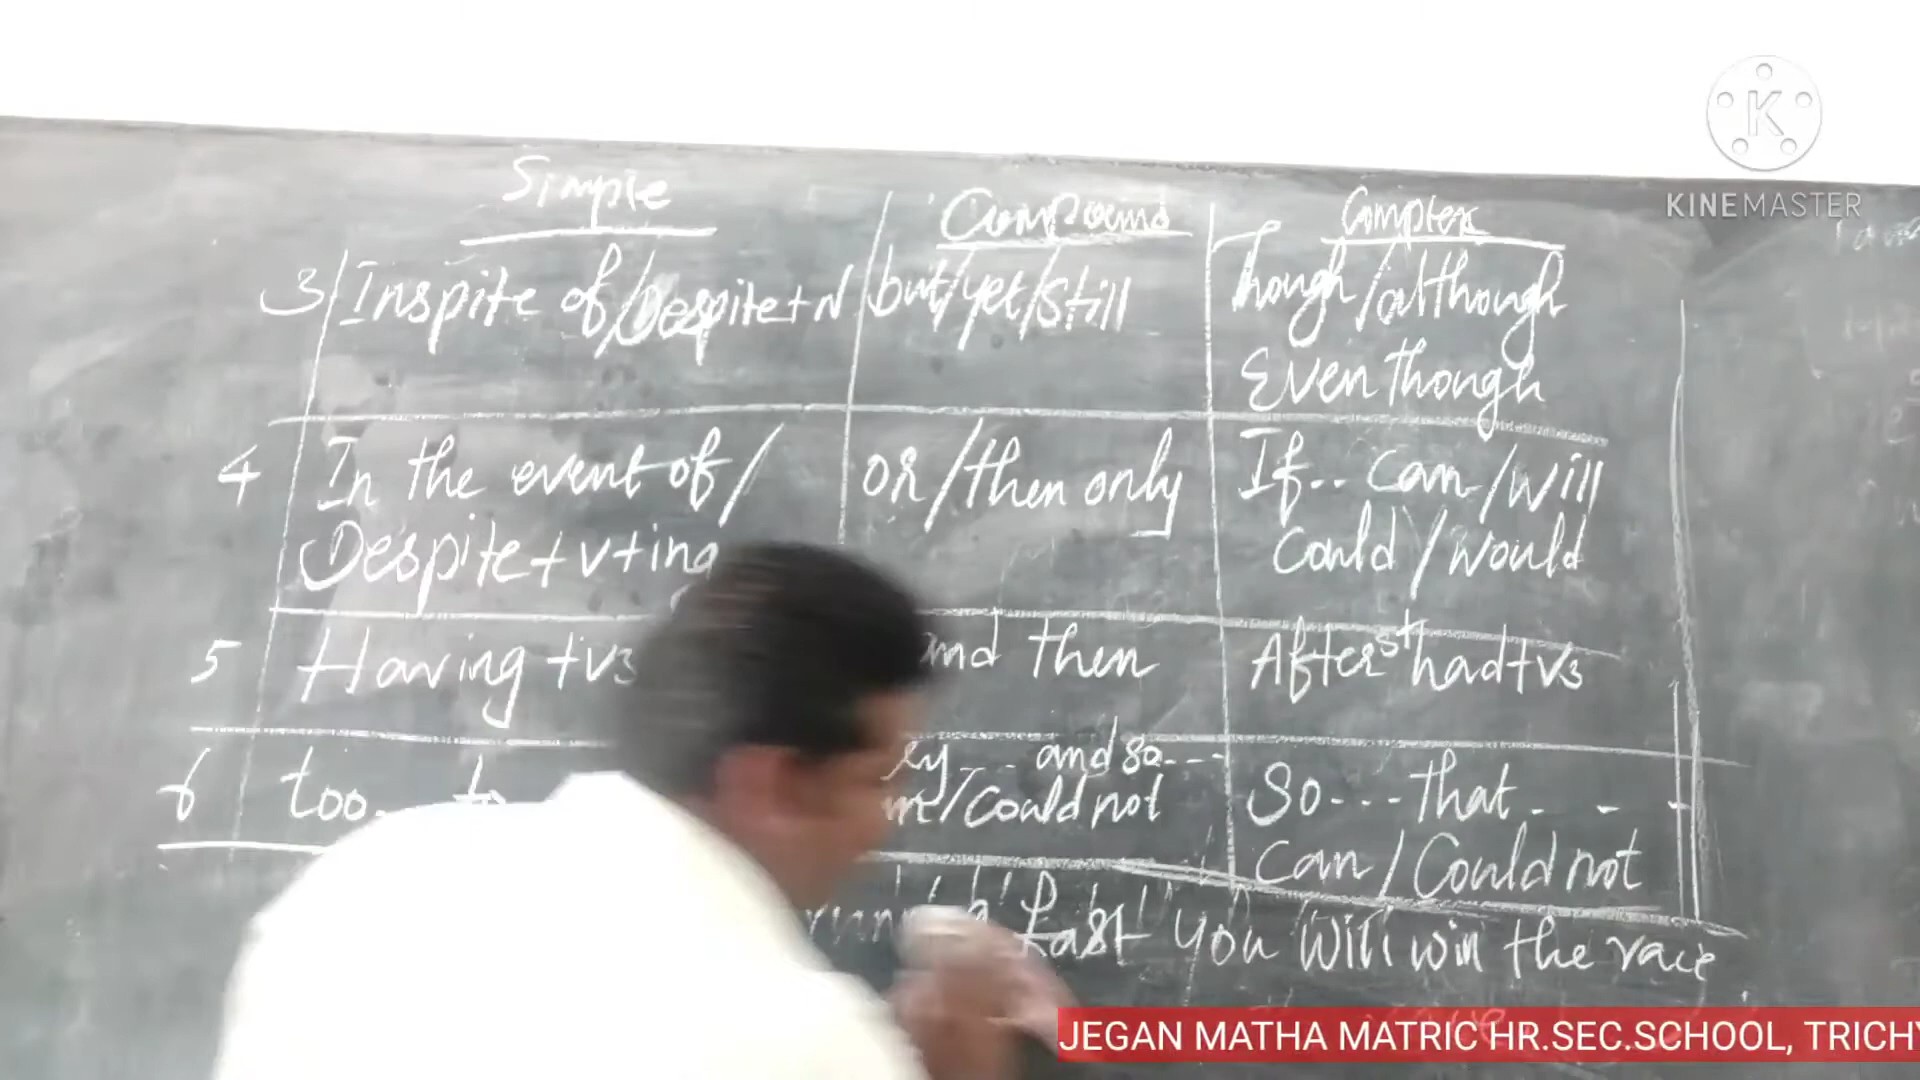 Simple Compound Complex
3 Inspite of/Despite+N but/yet/still Though/although
Even though
4 In the event of/ or/then only If.. can/will
Despite+v+ing Could/would
5 Having+v3 and then After st had+v3
6 too.. to and so... So---that. - -
/Could not Can/Could not
fast you will win the race
K
KINEMASTER
JEGAN MATHA MATRIC HR.SEC.SCHOOL, TRICHY